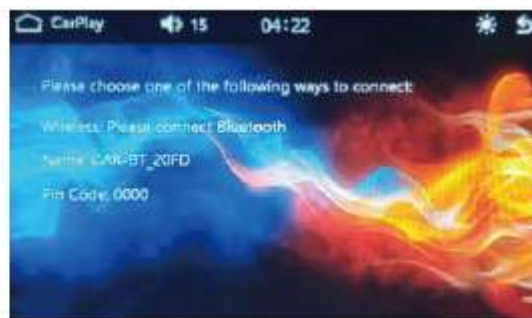 CarPlay 15 04:22
Please choose one of the following ways to connect:
Wireless: Please connect Bluetooth
Name: CAR-BT_20FD
Pin Code: 0000